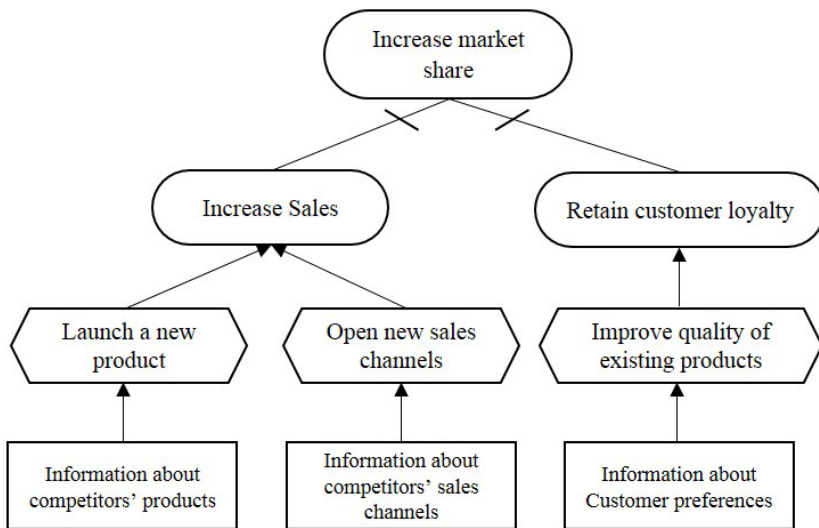 Increase market
share
Increase Sales
Retain customer loyalty
Launch a new
product
Open new sales
channels
Improve quality of
existing products
Information about
competitors’ products
Information about
competitors’ sales
channels
Information about
Customer preferences